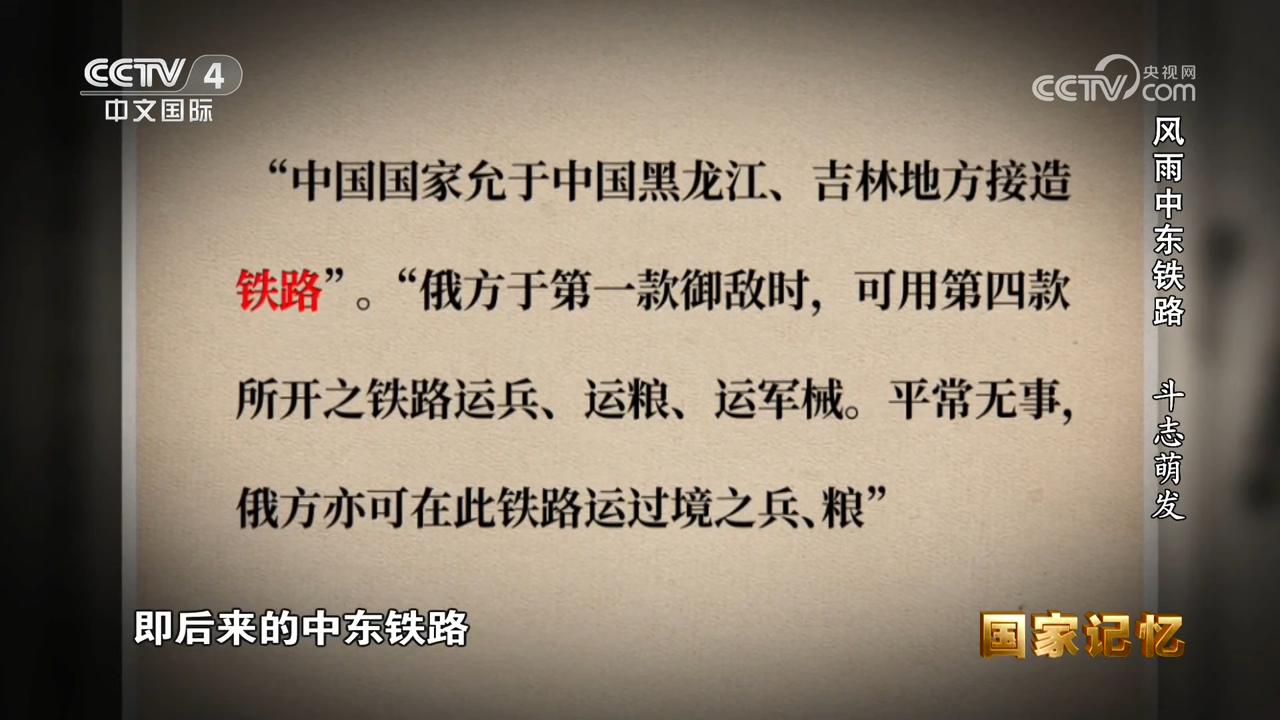 CCTV 4
中文国际
央视网
CCTV com
“中国国家允于中国黑龙江、吉林地方接造
铁路”。“俄方于第一款御敌时，可用第四款
所开之铁路运兵、运粮、运军械。平常无事，
俄方亦可在此铁路运过境之兵、粮”
风雨中东铁路 斗志萌发
即后来的中东铁路
国家记忆